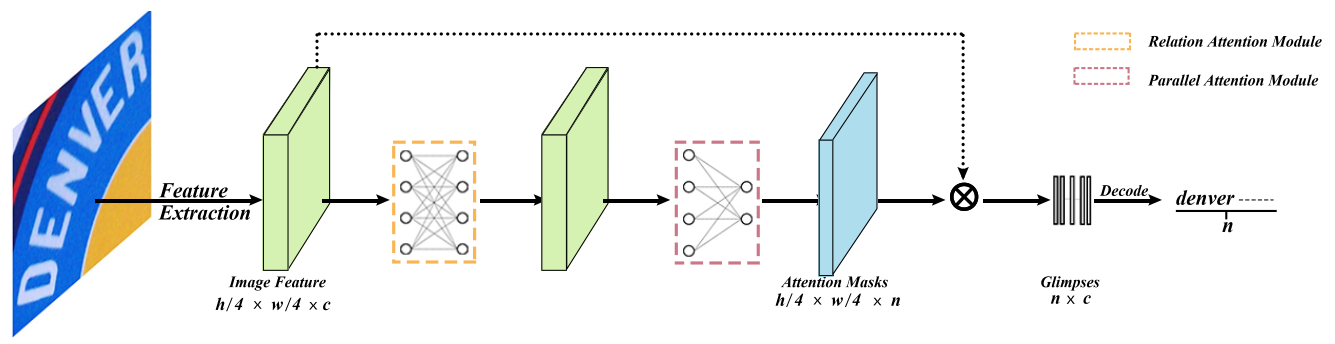 DENVER
Feature
Extraction
Image Feature
h/4 × w/4 × c
Attention Masks
h/4 × w/4 × n
Glimpses
n × c
Decode
denver ------
n
Relation Attention Module
Parallel Attention Module